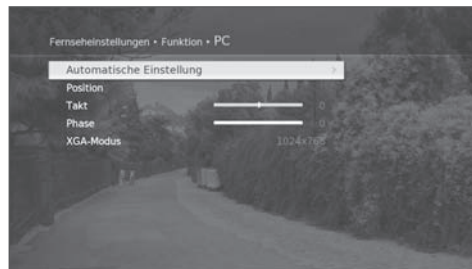 Fernseheinstellungen • Funktion • PC
Automatische Einstellung
Position
Takt 0
Phase 0
XGA-Modus 1024x768